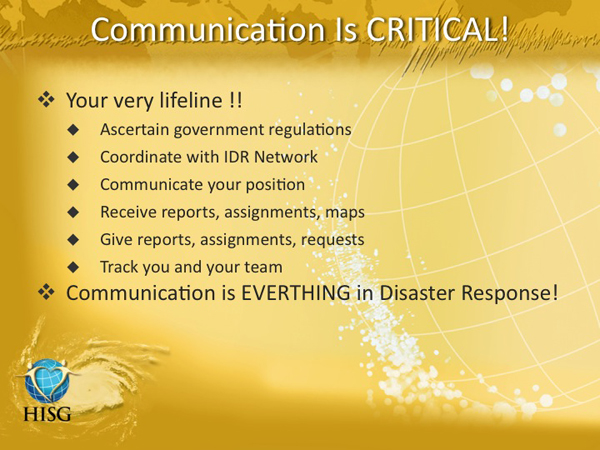 Communication Is CRITICAL!
Your very lifeline !!
Ascertain government regulations
Coordinate with IDR Network
Communicate your position
Receive reports, assignments, maps
Give reports, assignments, requests
Track you and your team
Communication is EVERTHING in Disaster Response!
HISG